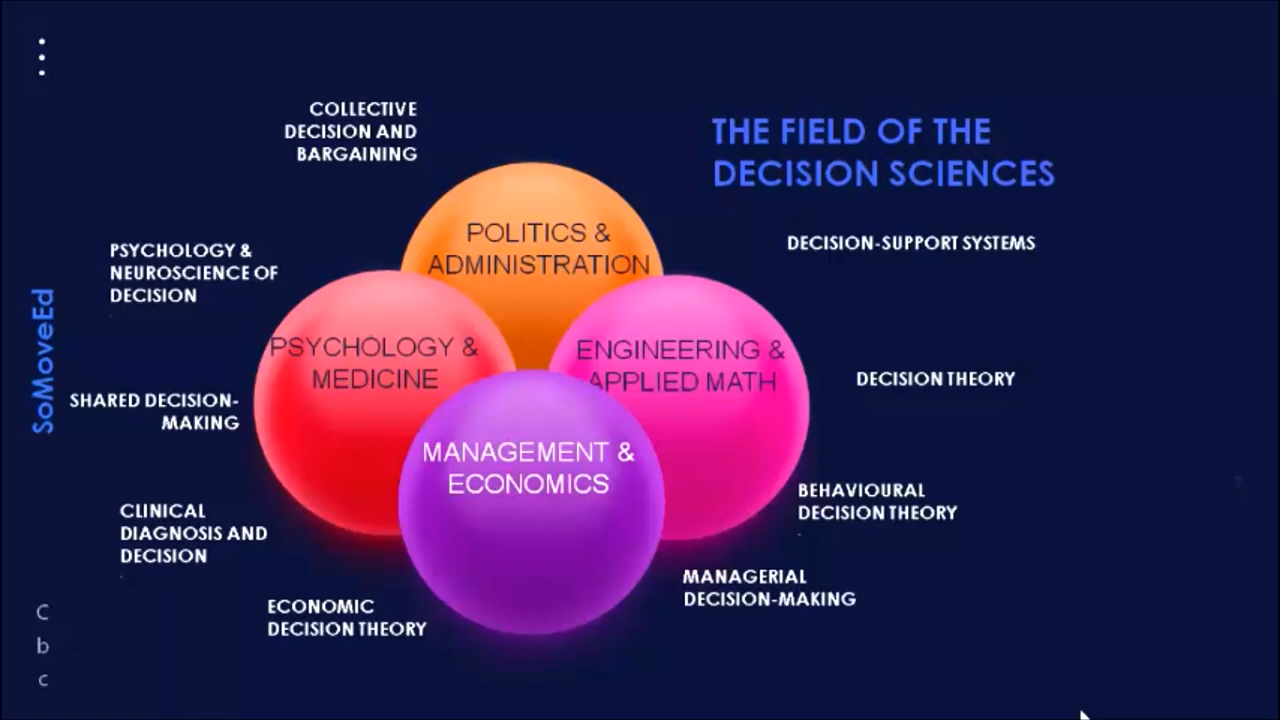 COLLECTIVE
DECISION AND
BARGAINING
THE FIELD OF THE
DECISION SCIENCES
POLITICS &
ADMINISTRATION
DECISION-SUPPORT SYSTEMS
PSYCHOLOGY &
NEUROSCIENCE OF
DECISION
SoMoveEd
PSYCHOLOGY &
MEDICINE
ENGINEERING &
APPLIED MATH
DECISION THEORY
SHARED DECISION-
MAKING
MANAGEMENT &
ECONOMICS
BEHAVIOURAL
DECISION THEORY
CLINICAL
DIAGNOSIS AND
DECISION
MANAGERIAL
DECISION-MAKING
ECONOMIC
DECISION THEORY
C
b
c